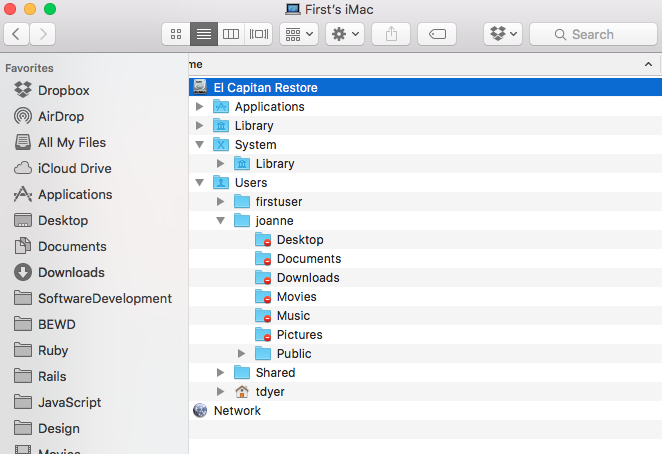 First's iMac
Search
Favorites
Dropbox
AirDrop
All My Files
iCloud Drive
Applications
Desktop
Documents
Downloads
SoftwareDevelopment
BEWD
Ruby
Rails
JavaScript
Design
Movies
me
El Capitan Restore
Applications
Library
System
Library
Users
firstuser
joanne
Desktop
Documents
Downloads
Movies
Music
Pictures
Public
Shared
tdyer
Network